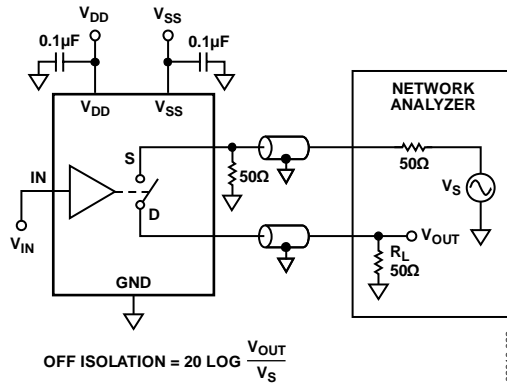 VDD
VSS
0.1µF
0.1µF
VDD
VSS
NETWORK
ANALYZER
S
IN
50Ω
50Ω
VS
D
VIN
VOUT
RL
50Ω
GND
OFF ISOLATION = 20 LOG VOUT
VS